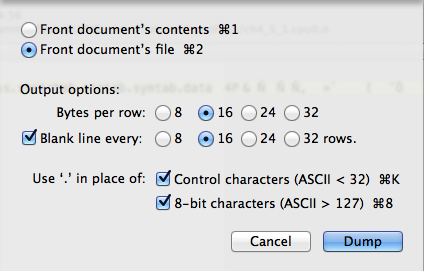 Front document's contents ⌘1
Front document's file ⌘2
Output options:
Bytes per row: 8 16 24 32
Blank line every: 8 16 24 32 rows.
Use ‘.’ in place of: Control characters (ASCII < 32) ⌘K
8-bit characters (ASCII > 127) ⌘8
Cancel Dump